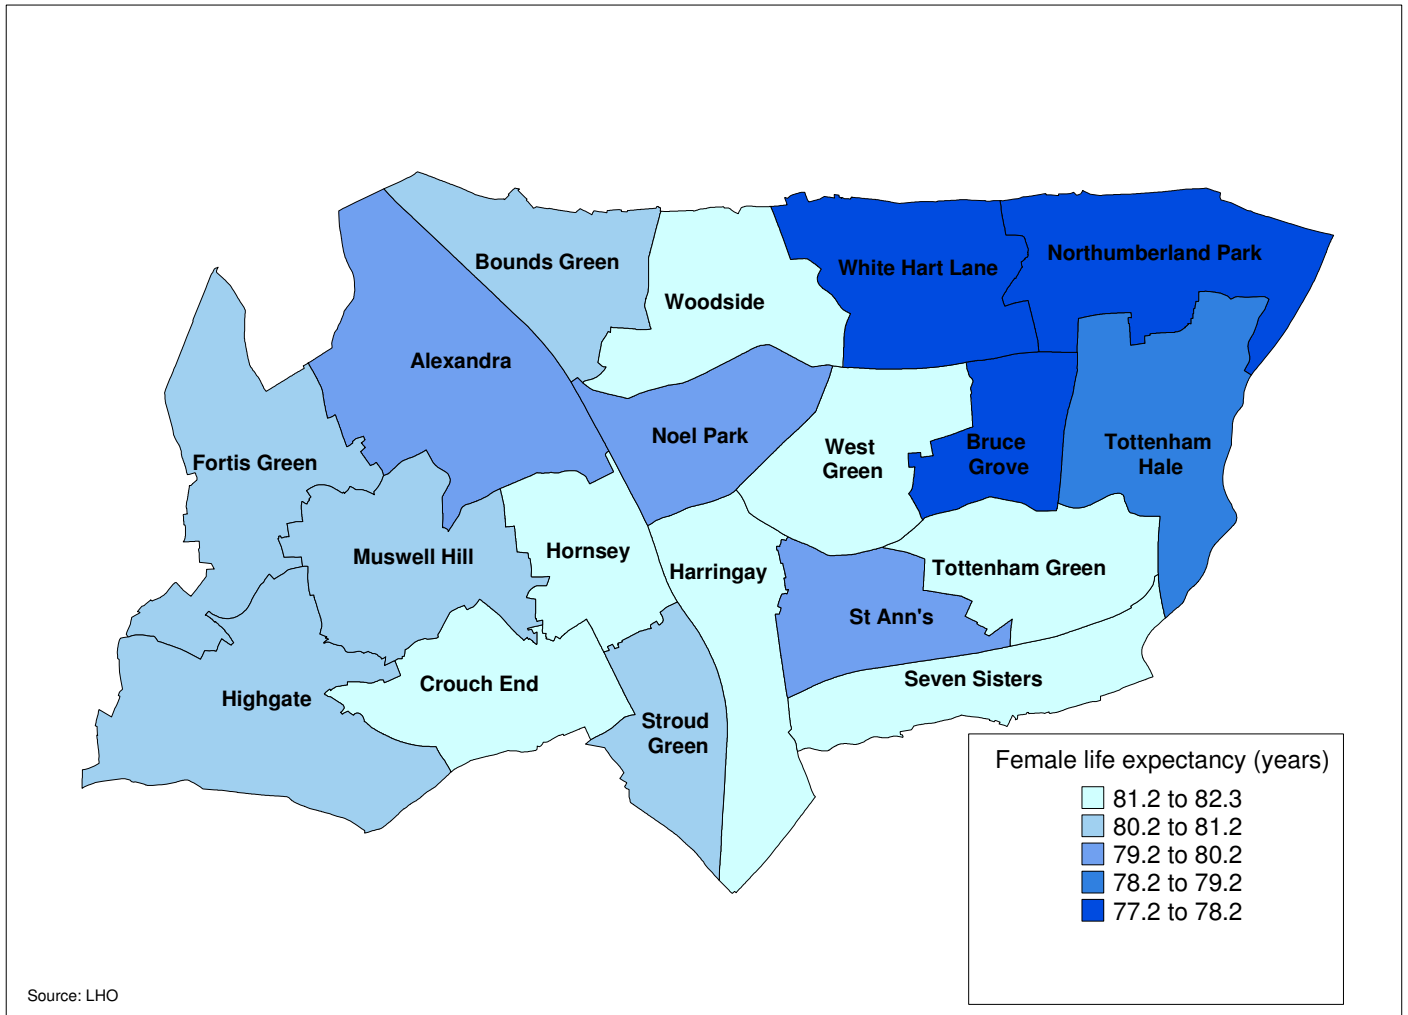 Bounds Green
White Hart Lane
Northumberland Park
Woodside
Alexandra
Noel Park
West
Green
Bruce
Grove
Tottenham
Hale
Fortis Green
Muswell Hill
Hornsey
Harringay
Tottenham Green
St Ann's
Highgate
Crouch End
Seven Sisters
Stroud
Green
Female life expectancy (years)
81.2 to 82.3
80.2 to 81.2
79.2 to 80.2
78.2 to 79.2
77.2 to 78.2
Source: LHO